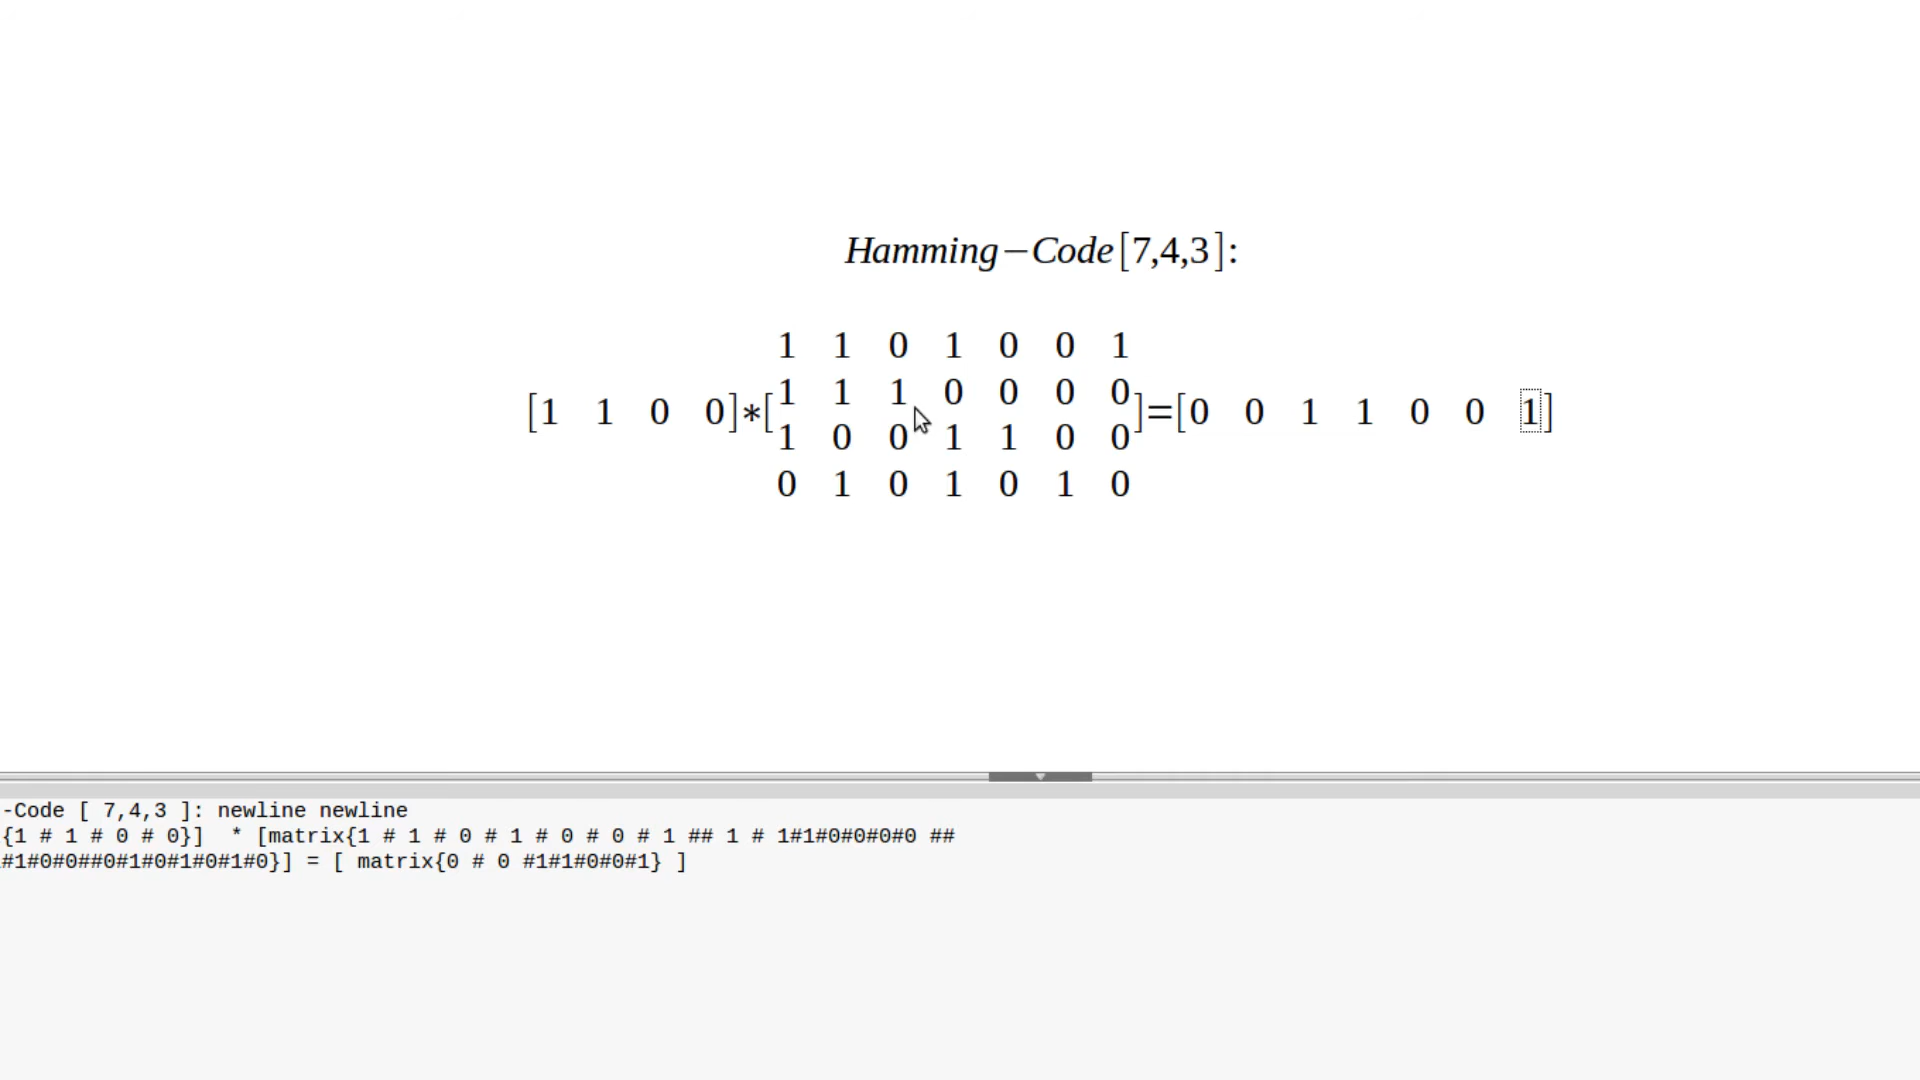 Hamming−Code[7,4,3]:
1 1 0 1 0 0 1
1 1 1 0 0 0 0
[1 1 0 0]∗[ ]=[0 0 1 1 0 0 1]
1 0 0 1 1 0 0
0 1 0 1 0 1 0
-Code [ 7,4,3 ]: newline newline
{1 # 1 # 0 # 0}]  * [matrix{1 # 1 # 0 # 1 # 0 # 0 # 1 ## 1 # 1#1#0#0#0#0 ##
#1#0#0##0#1#0#1#0#1#0}] = [ matrix{0 # 0 #1#1#0#0#1} ]